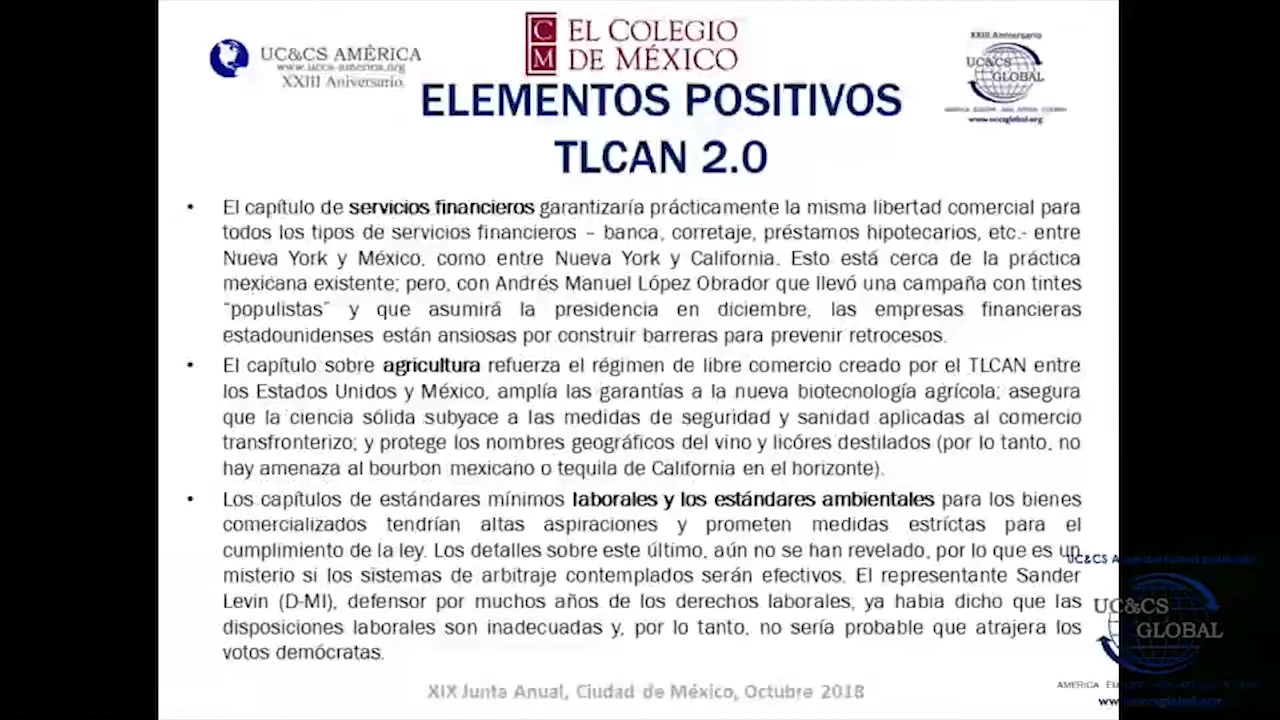 UC&CS AMÉRICA
www.uccs-america.org
XXIII Aniversario
EL COLEGIO
DE MÉXICO
XXIII Aniversario
UC&CS
GLOBAL
www.uccsglobal.org
ELEMENTOS POSITIVOS
TLCAN 2.0
• El capítulo de servicios financieros garantizaría prácticamente la misma libertad comercial para
todos los tipos de servicios financieros – banca, corretaje, préstamos hipotecarios, etc.- entre
Nueva York y México, como entre Nueva York y California. Esto está cerca de la práctica
mexicana existente; pero, con Andrés Manuel López Obrador que llevó una campaña con tintes
“populistas” y que asumirá la presidencia en diciembre, las empresas financieras
estadounidenses están ansiosas por construir barreras para prevenir retrocesos.
• El capítulo sobre agricultura refuerza el régimen de libre comercio creado por el TLCAN entre
los Estados Unidos y México, amplía las garantías a la nueva biotecnología agrícola; asegura
que la ciencia sólida subyace a las medidas de seguridad y sanidad aplicadas al comercio
transfronterizo; y protege los nombres geográficos del vino y licóres destilados (por lo tanto, no
hay amenaza al bourbon mexicano o tequila de California en el horizonte).
• Los capítulos de estándares mínimos laborales y los estándares ambientales para los bienes
comercializados tendrían altas aspiraciones y prometen medidas estríctas para el
cumplimiento de la ley. Los detalles sobre este último, aún no se han revelado, por lo que es un
misterio si los sistemas de arbitraje contemplados serán efectivos. El representante Sander
Levin (D-MI), defensor por muchos años de los derechos laborales, ya habia dicho que las
disposiciones laborales son inadecuadas y, por lo tanto, no sería probable que atrajera los
votos demócratas.
XIX Junta Anual, Ciudad de México, Octubre 2018
UC&CS
UC&CS
GLOBAL
AMERICA
www.uccsglobal.org